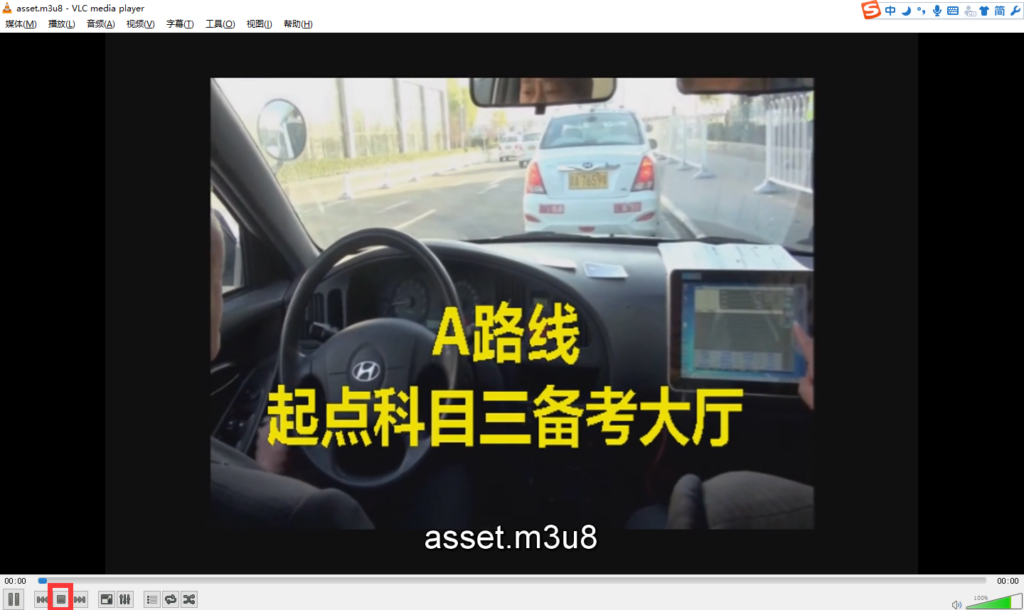 asset.m3u8 - VLC media player
中
简
媒体(M) 播放(L) 音频(A) 视频(V) 字幕(T) 工具(O) 视图(I) 帮助(H)
A路线
起点科目三备考大厅
asset.m3u8
00:00
00:00
100%